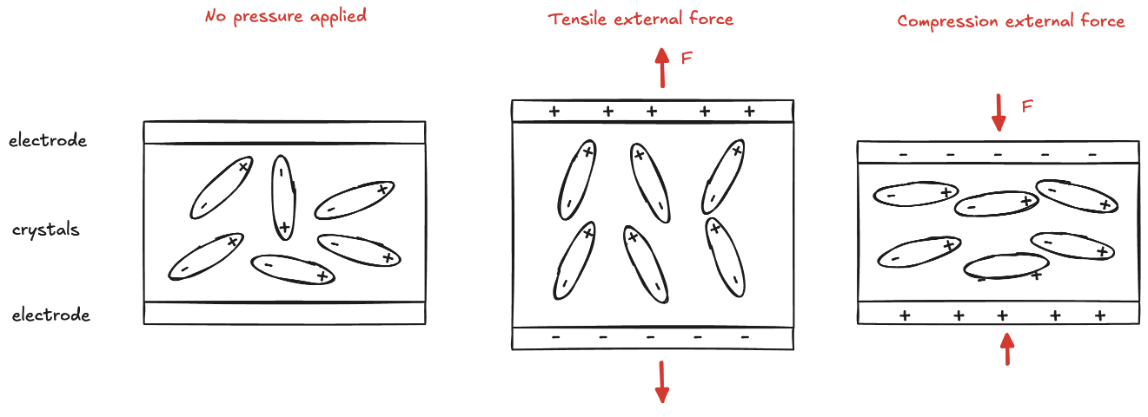 No pressure applied
Tensile external force
Compression external force
F
F
+ + + + +
electrode
- - - - -
+ - + + + + +
- + - - - - + - + - +
crystals
+ - + + + +
- + - + - - - - + - + - +
electrode
- - - - -
+ + + + +